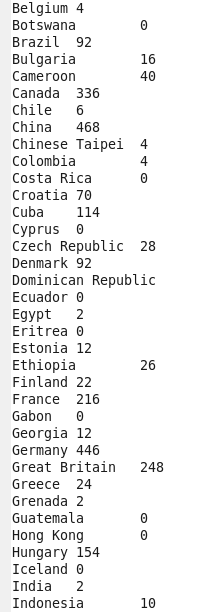 Belgium 4
Botswana 0
Brazil 92
Bulgaria 16
Cameroon 40
Canada 336
Chile 6
China 468
Chinese Taipei 4
Colombia 4
Costa Rica 0
Croatia 70
Cuba 114
Cyprus 0
Czech Republic 28
Denmark 92
Dominican Republic
Ecuador 0
Egypt 2
Eritrea 0
Estonia 12
Ethiopia 26
Finland 22
France 216
Gabon 0
Georgia 12
Germany 446
Great Britain 248
Greece 24
Grenada 2
Guatemala 0
Hong Kong 0
Hungary 154
Iceland 0
India 2
Indonesia 10